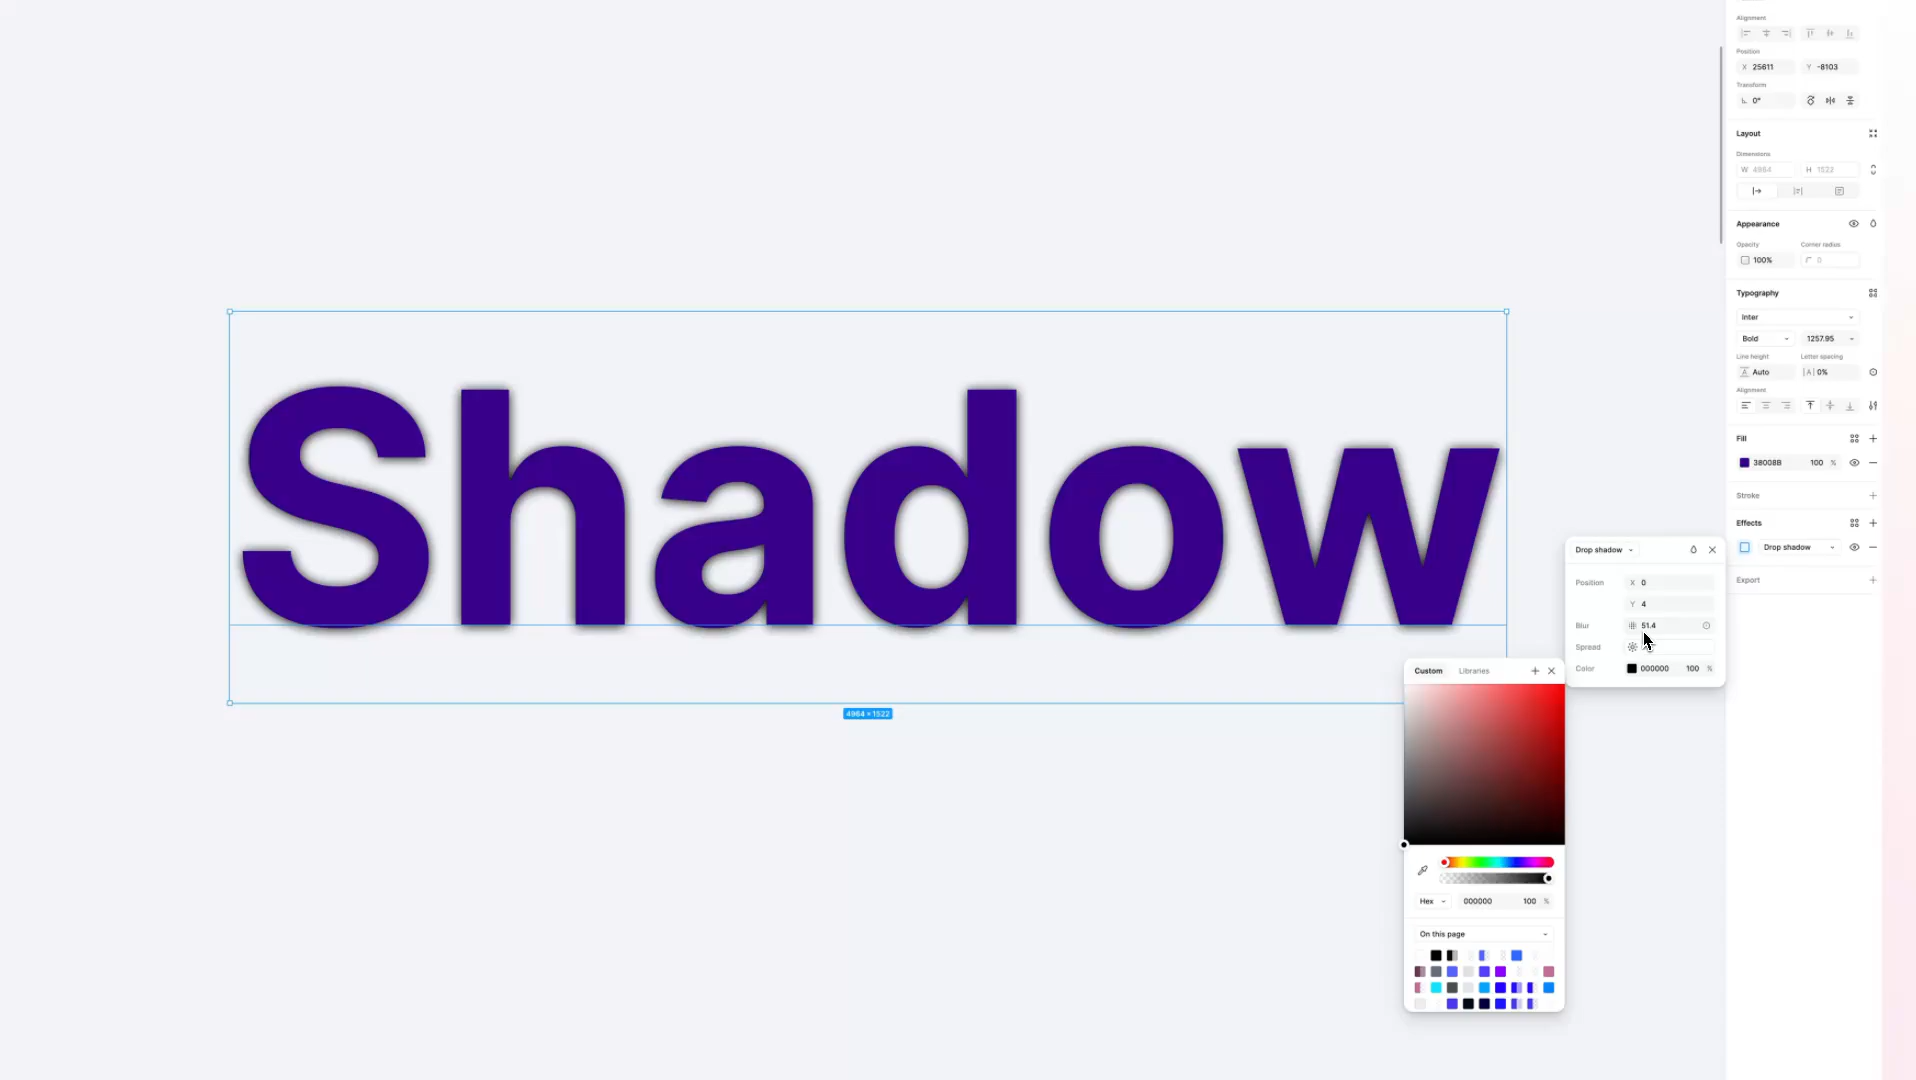 Alignment
Position
X 25611 Y -8103
Transform
0°
Layout
Dimensions
W 4964 H 1522
Appearance
Opacity Corner radius
100% 0
Typography
Inter
Bold 1257.95
Line height Letter spacing
Auto 0%
Alignment
Fill
38008B 100 %
Stroke
Effects
Drop shadow
Export
Shadow
4964 × 1522
Drop shadow
Position X 0
Y 4
Blur 51.4
Spread
Color 000000 100 %
Custom Libraries
Hex 000000 100 %
On this page